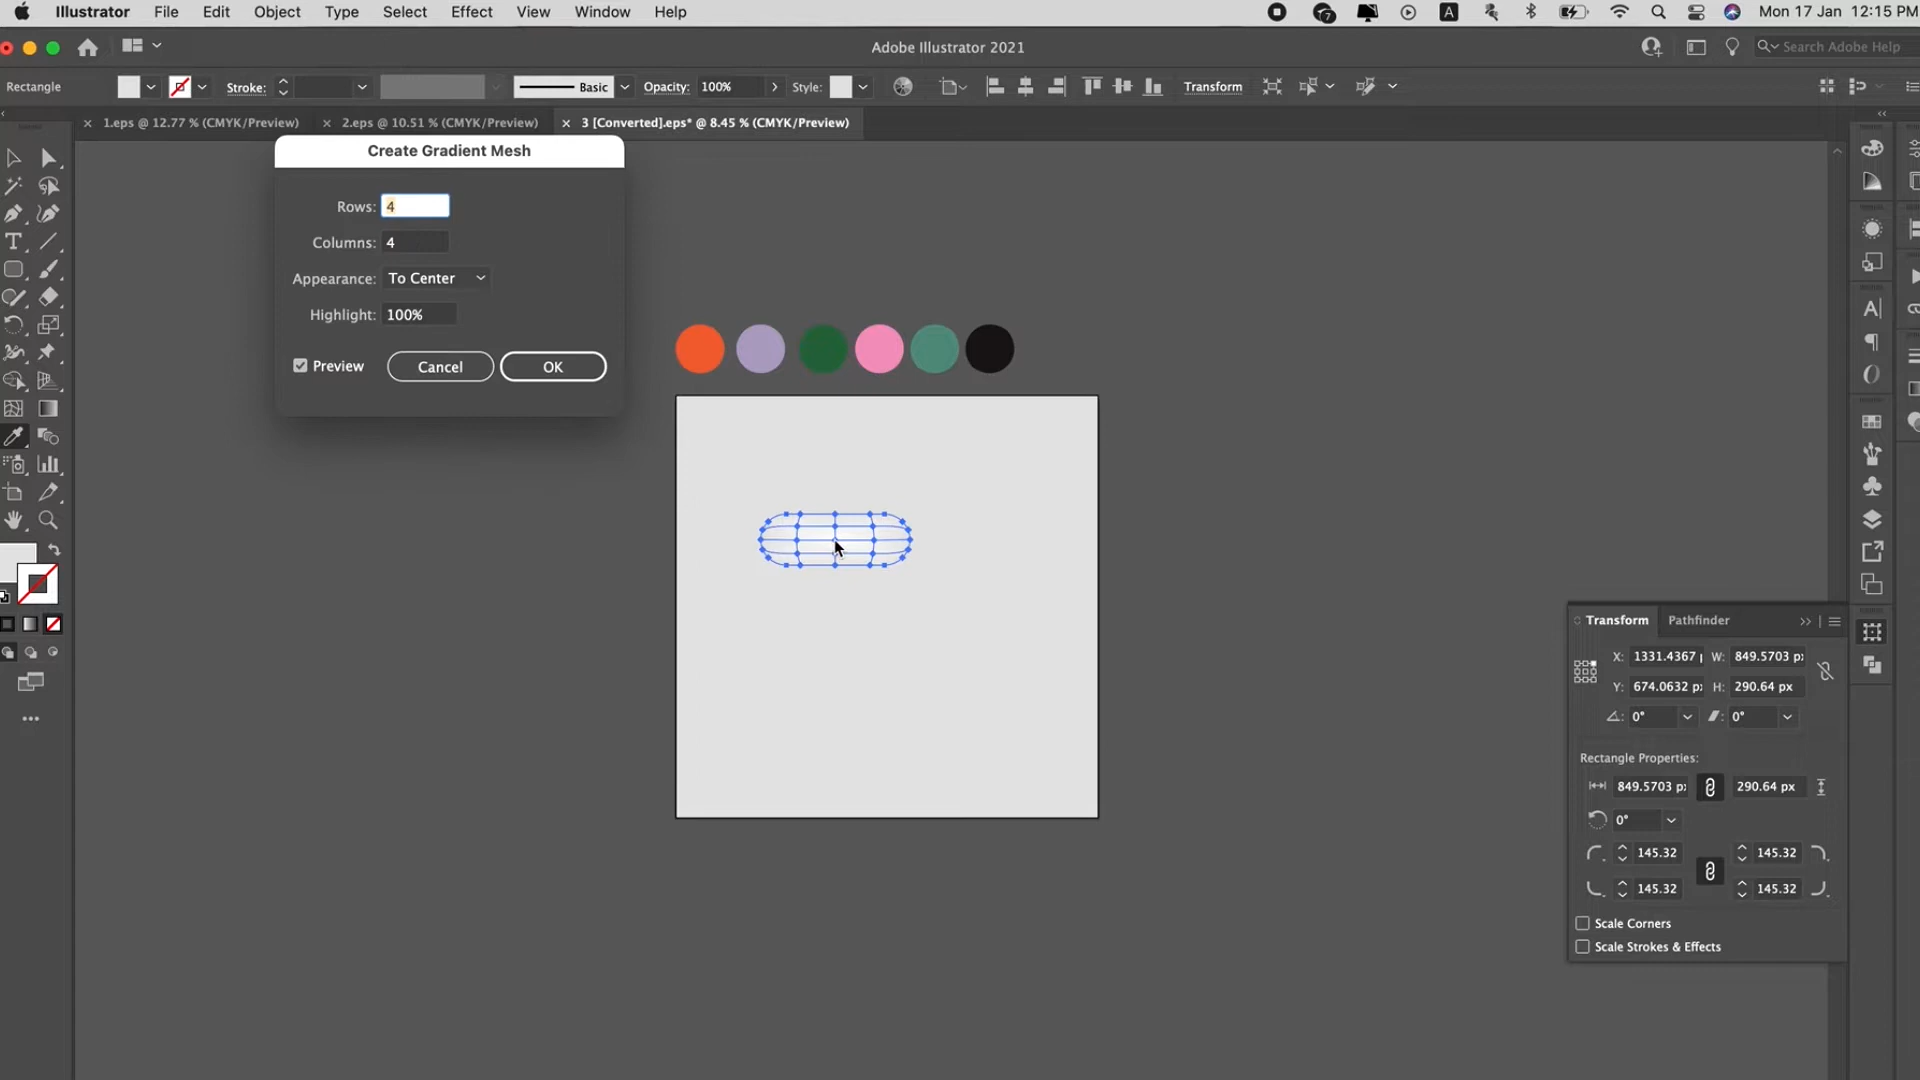 Illustrator File Edit Object Type Select Effect View Window Help
7 A Mon 17 Jan 12:15 PM
Adobe Illustrator 2021
Search Adobe Help
Rectangle Stroke: Basic Opacity: 100% Style: Transform
1.eps @ 12.77 % (CMYK/Preview) 2.eps @ 10.51 % (CMYK/Preview) 3 [Converted].eps* @ 8.45 % (CMYK/Preview)
Create Gradient Mesh
Rows: 4
Columns: 4
Appearance: To Center
Highlight: 100%
Preview Cancel OK
Transform Pathfinder
X: 1331.4367 W: 849.5703 px
Y: 674.0632 px H: 290.64 px
0° 0°
Rectangle Properties:
849.5703 px 290.64 px
0°
145.32 145.32
145.32 145.32
Scale Corners
Scale Strokes & Effects